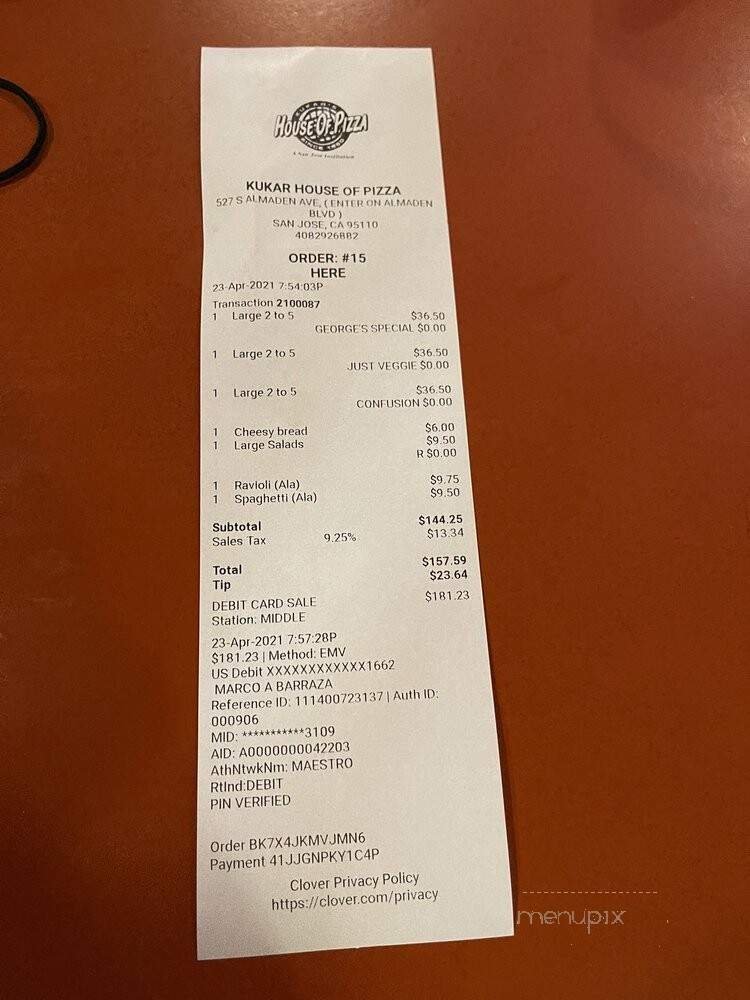 KUKAR'S
HOUSE OF PIZZA
SINCE
A San Jose Institution
KUKAR HOUSE OF PIZZA
527 S ALMADEN AVE, ( ENTER ON ALMADEN
BLVD )
SAN JOSE, CA 95110
4082926882
ORDER: #15
HERE
23-Apr-2021 7:54:03P
Transaction 2100087
1 Large 2 to 5 $36.50
GEORGE'S SPECIAL $0.00
1 Large 2 to 5 $36.50
JUST VEGGIE $0.00
1 Large 2 to 5 $36.50
CONFUSION $0.00
1 Cheesy bread $6.00
1 Large Salads $9.50
R $0.00
1 Ravioli (Ala) $9.75
1 Spaghetti (Ala) $9.50
Subtotal $144.25
Sales Tax 9.25% $13.34
Total $157.59
Tip $23.64
DEBIT CARD SALE $181.23
Station: MIDDLE
23-Apr-2021 7:57:28P
$181.23 | Method: EMV
US Debit XXXXXXXXXXXX1662
MARCO A BARRAZA
Reference ID: 111400723137 | Auth ID:
000906
MID: ***********3109
AID: A0000000042203
AthNtwkNm: MAESTRO
RtInd:DEBIT
PIN VERIFIED
Order BK7X4JKMVJMN6
Payment 41JJGNPKY1C4P
Clover Privacy Policy
https://clover.com/privacy
menupix